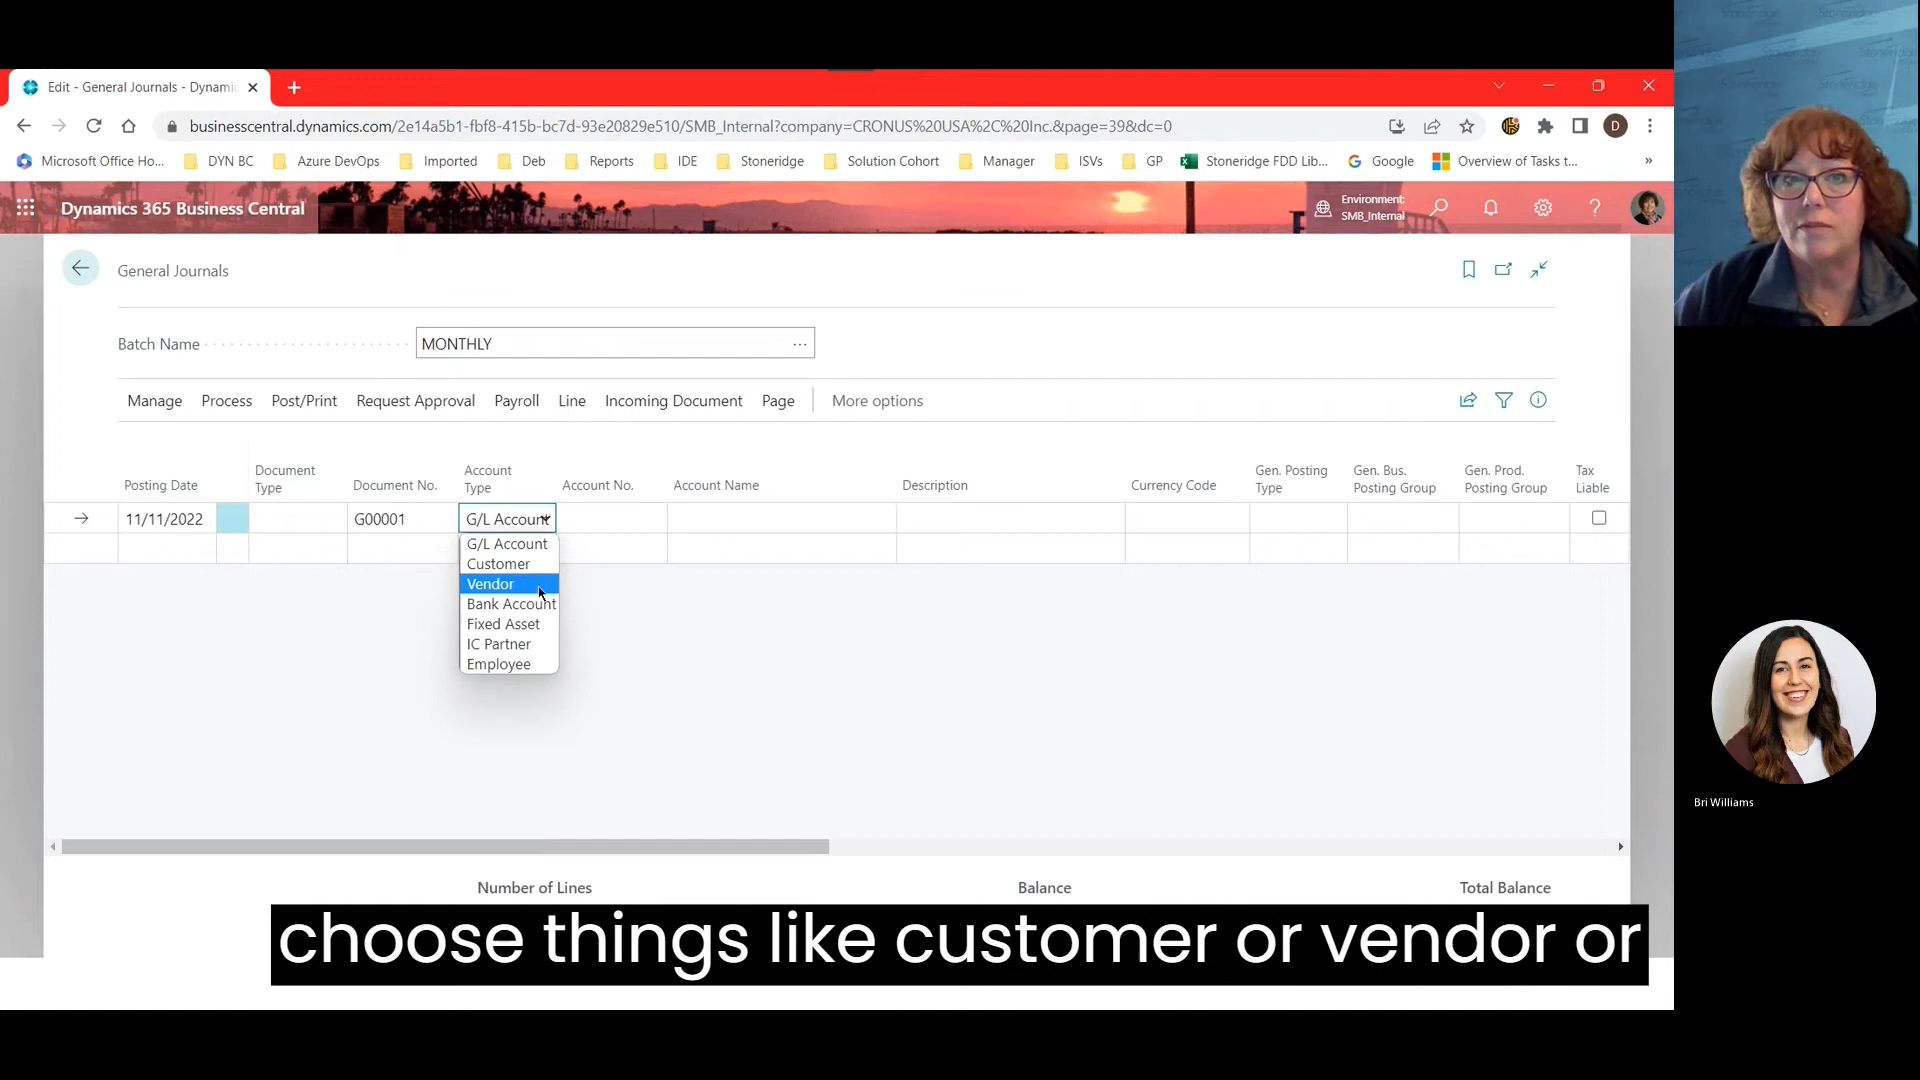 Edit - General Journals - Dynamic
businesscentral.dynamics.com/2e14a5b1-fbf8-415b-bc7d-93e20829e510/SMB_Internal?company=CRONUS%20USA%2C%20Inc.&page=39&dc=0
D
Microsoft Office Ho... DYN BC Azure DevOps Imported Deb Reports IDE Stoneridge Solution Cohort Manager ISVs GP Stoneridge FDD Lib... Google Overview of Tasks t... »
Dynamics 365 Business Central
Environment:
SMB_Internal
General Journals
Batch Name
MONTHLY
Manage Process Post/Print Request Approval Payroll Line Incoming Document Page More options
Posting Date
Document
Type
Document No.
Account
Type
Account No.
Account Name
Description
Currency Code
Gen. Posting
Type
Gen. Bus.
Posting Group
Gen. Prod.
Posting Group
Tax
Liable
11/11/2022 G00001 G/L Account
G/L Account
Customer
Vendor
Bank Account
Fixed Asset
IC Partner
Employee
Number of Lines Balance Total Balance
choose things like customer or vendor or
Bri Williams